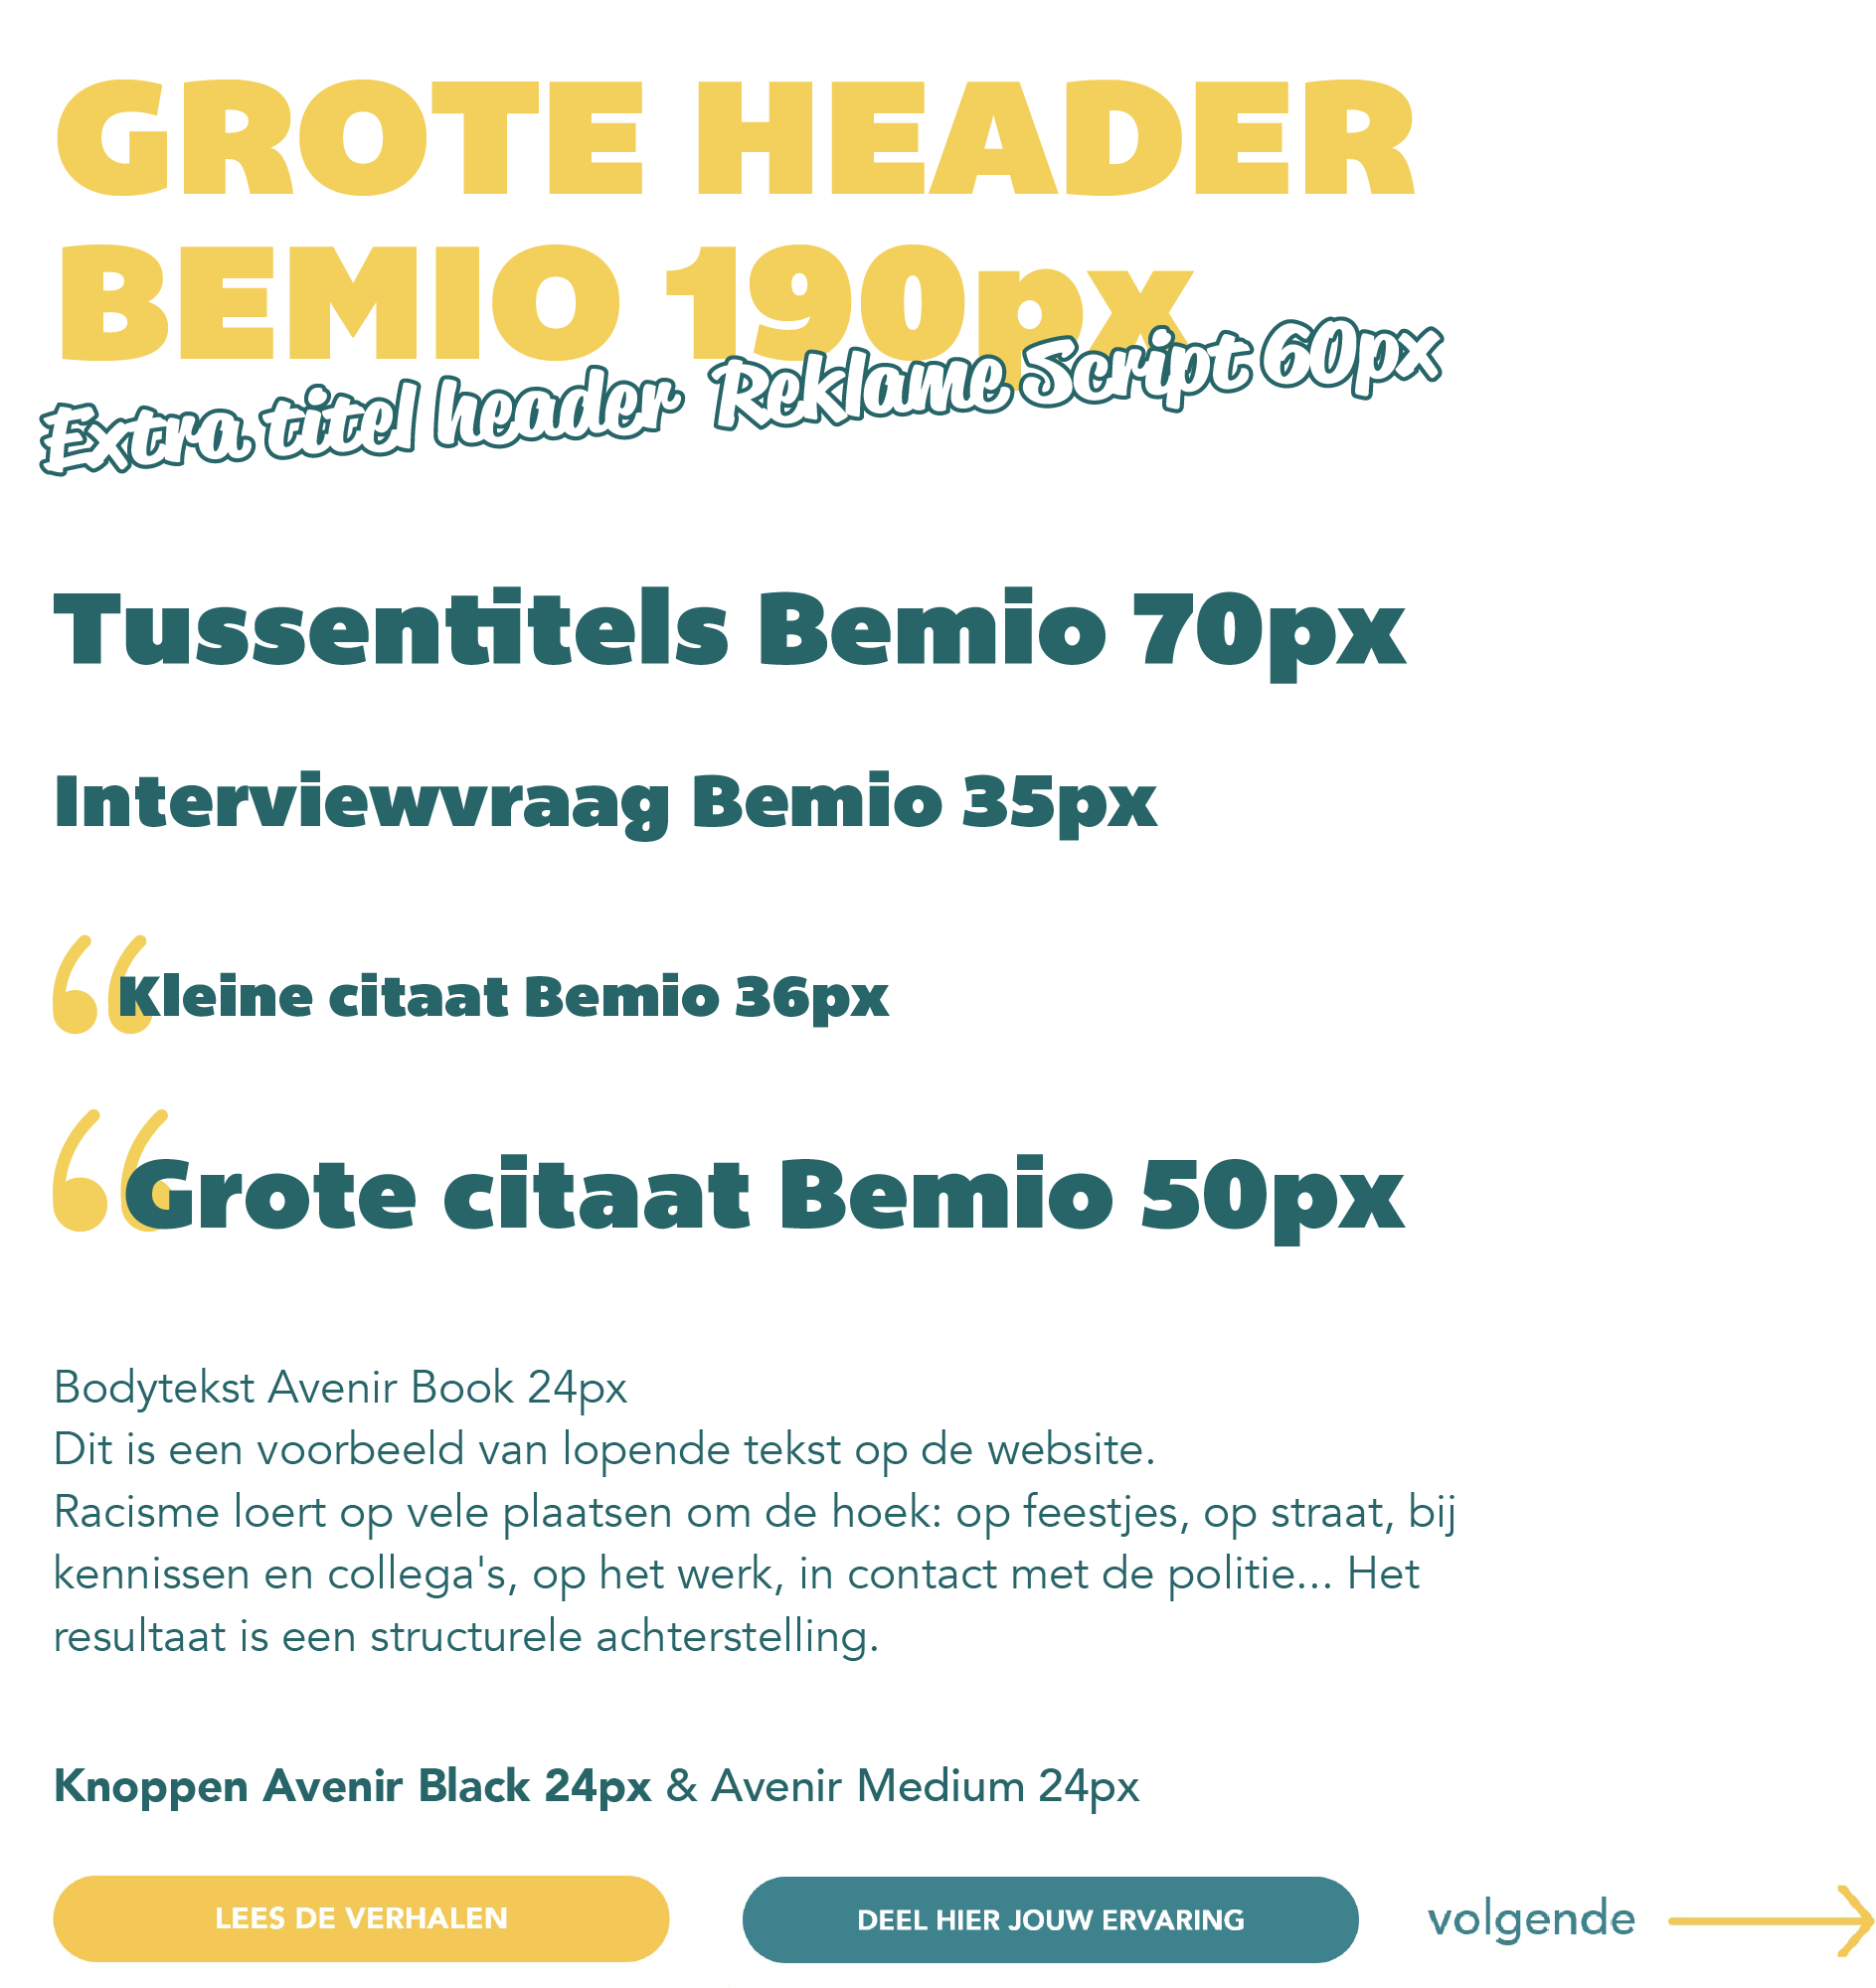 GROTE HEADER
BEMIO 190px
Extra titel header Reklame Script 60px
Tussentitels Bemio 70px
Interviewvraag Bemio 35px
“Kleine citaat Bemio 36px
“Grote citaat Bemio 50px
Bodytekst Avenir Book 24px
Dit is een voorbeeld van lopende tekst op de website.
Racisme loert op vele plaatsen om de hoek: op feestjes, op straat, bij
kennissen en collega's, op het werk, in contact met de politie... Het
resultaat is een structurele achterstelling.
Knoppen Avenir Black 24px & Avenir Medium 24px
LEES DE VERHALEN
DEEL HIER JOUW ERVARING
volgende